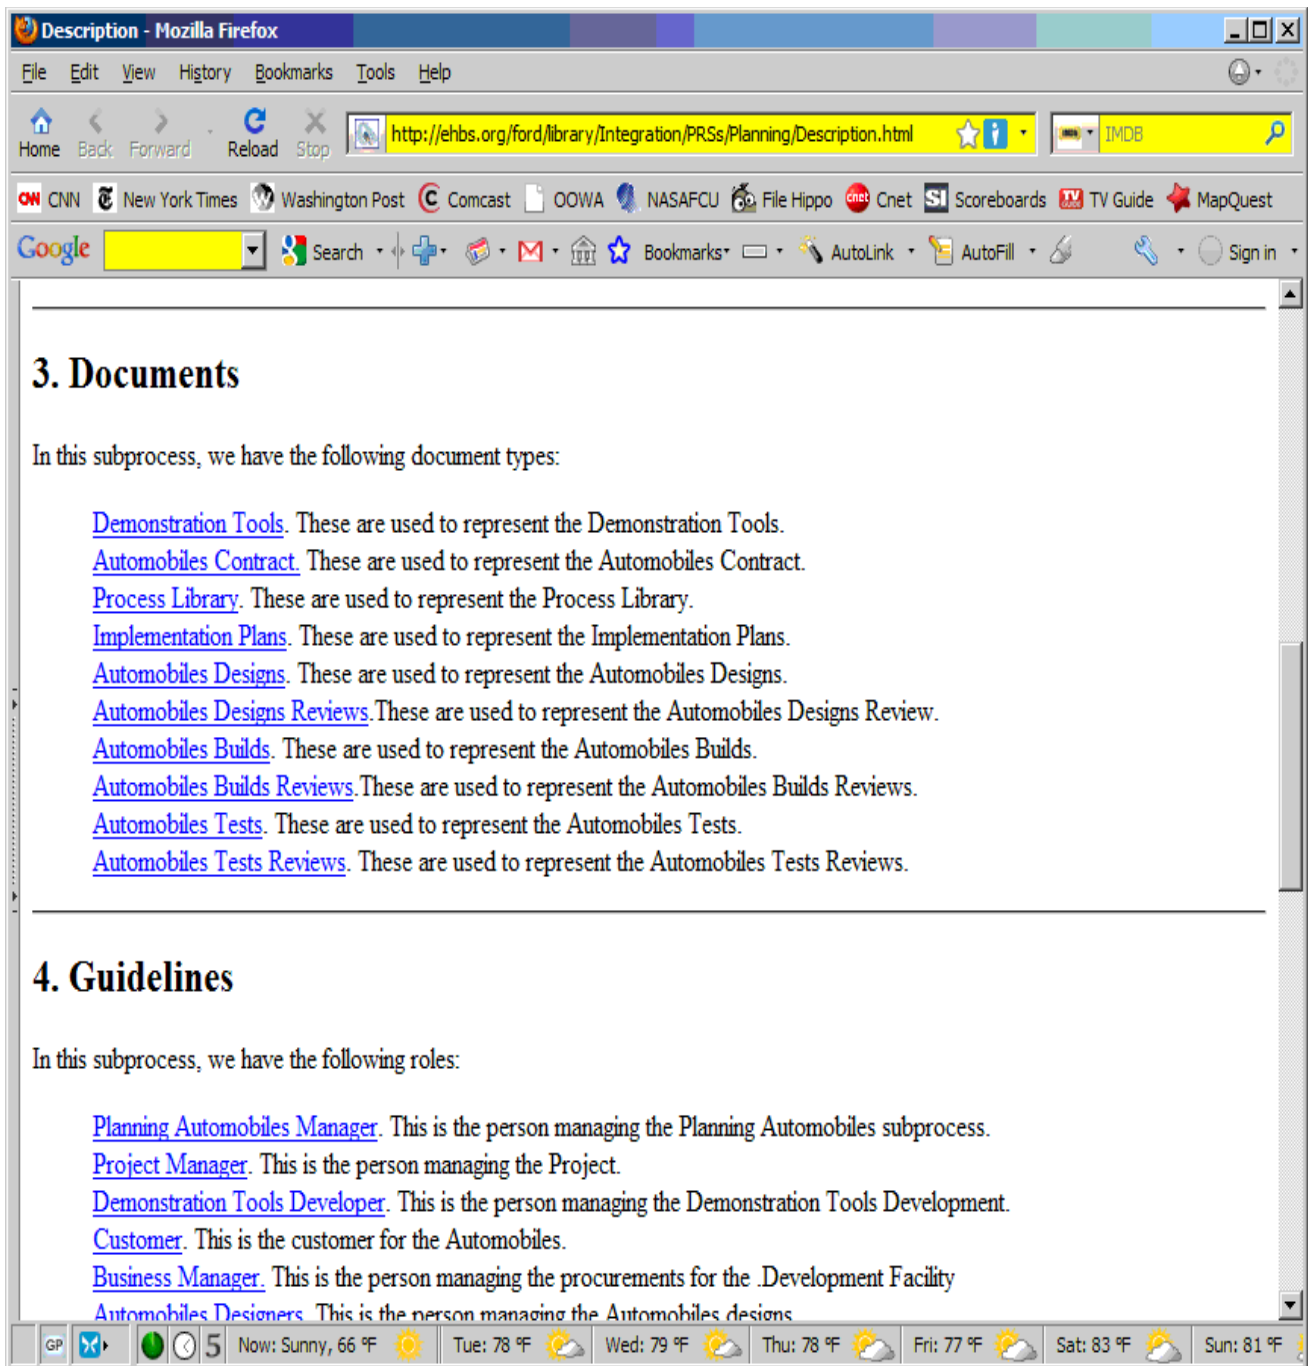 Description - Mozilla Firefox
File Edit View History Bookmarks Tools Help
Home Back Forward Reload Stop http://ehbs.org/ford/library/Integration/PRSs/Planning/Description.html IMDB
CNN CNN New York Times Washington Post Comcast OOWA NASAFCU File Hippo cnet Cnet SI Scoreboards TV Guide MapQuest
Google Search Bookmarks AutoLink AutoFill Sign in
3. Documents
In this subprocess, we have the following document types:
Demonstration Tools. These are used to represent the Demonstration Tools.
Automobiles Contract. These are used to represent the Automobiles Contract.
Process Library. These are used to represent the Process Library.
Implementation Plans. These are used to represent the Implementation Plans.
Automobiles Designs. These are used to represent the Automobiles Designs.
Automobiles Designs Reviews.These are used to represent the Automobiles Designs Review.
Automobiles Builds. These are used to represent the Automobiles Builds.
Automobiles Builds Reviews.These are used to represent the Automobiles Builds Reviews.
Automobiles Tests. These are used to represent the Automobiles Tests.
Automobiles Tests Reviews. These are used to represent the Automobiles Tests Reviews.
4. Guidelines
In this subprocess, we have the following roles:
Planning Automobiles Manager. This is the person managing the Planning Automobiles subprocess.
Project Manager. This is the person managing the Project.
Demonstration Tools Developer. This is the person managing the Demonstration Tools Development.
Customer. This is the customer for the Automobiles.
Business Manager. This is the person managing the procurements for the .Development Facility
Automobiles Designers. This is the person managing the Automobiles designs
GP 5 Now: Sunny, 66 °F Tue: 78 °F Wed: 79 °F Thu: 78 °F Fri: 77 °F Sat: 83 °F Sun: 81 °F